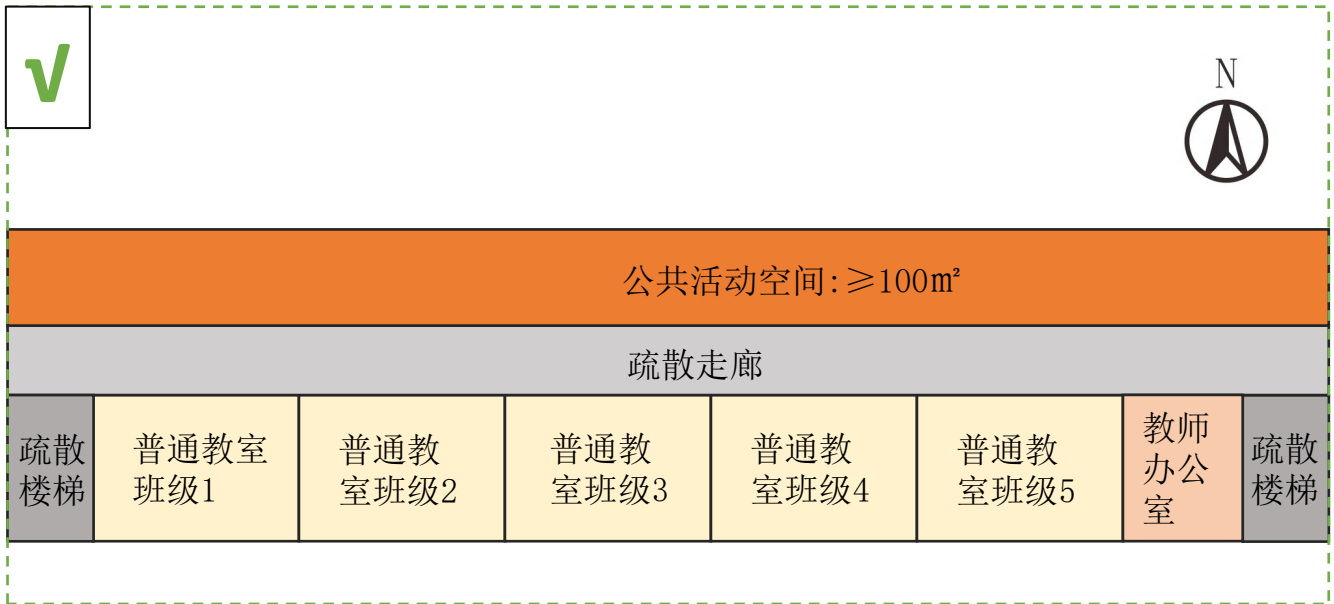 √
N
公共活动空间:≥100㎡
疏散走廊
疏散
楼梯
普通教室
班级1
普通教
室班级2
普通教
室班级3
普通教
室班级4
普通教
室班级5
教师
办公
室
疏散
楼梯